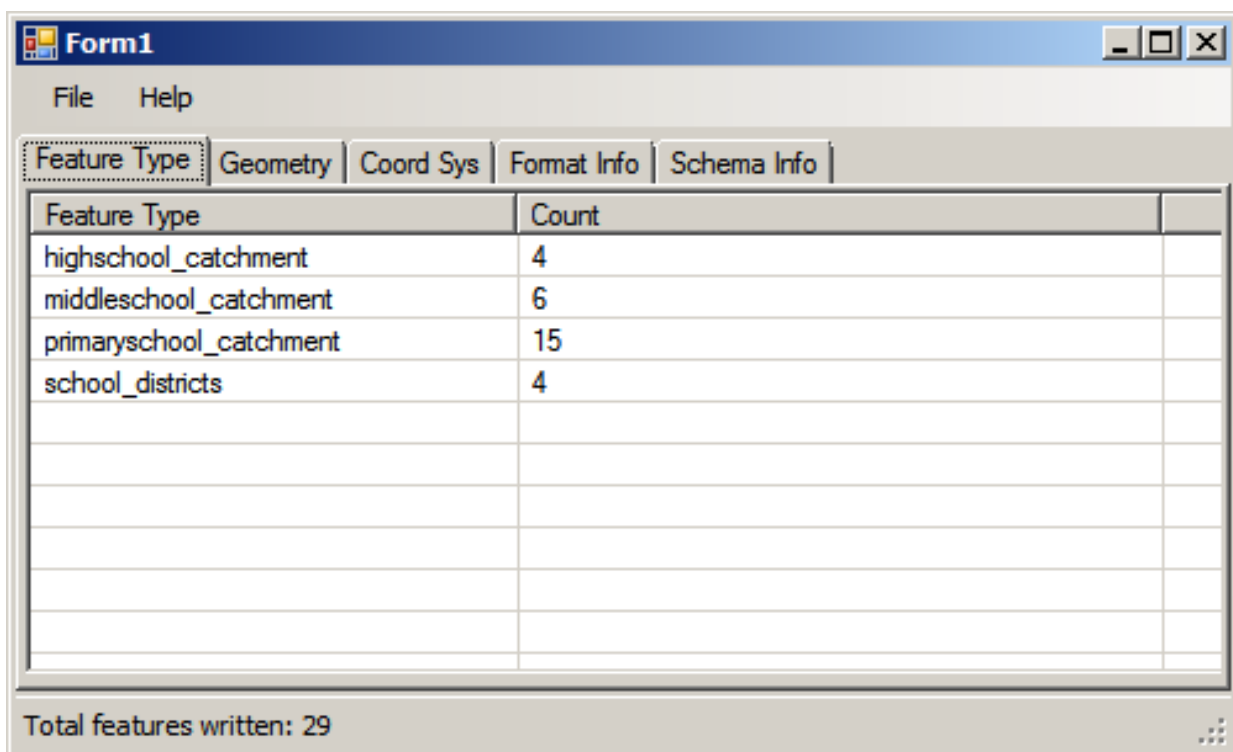 Form1
File Help
Feature Type Geometry Coord Sys Format Info Schema Info
Feature Type Count
highschool_catchment 4
middleschool_catchment 6
primaryschool_catchment 15
school_districts 4
Total features written: 29